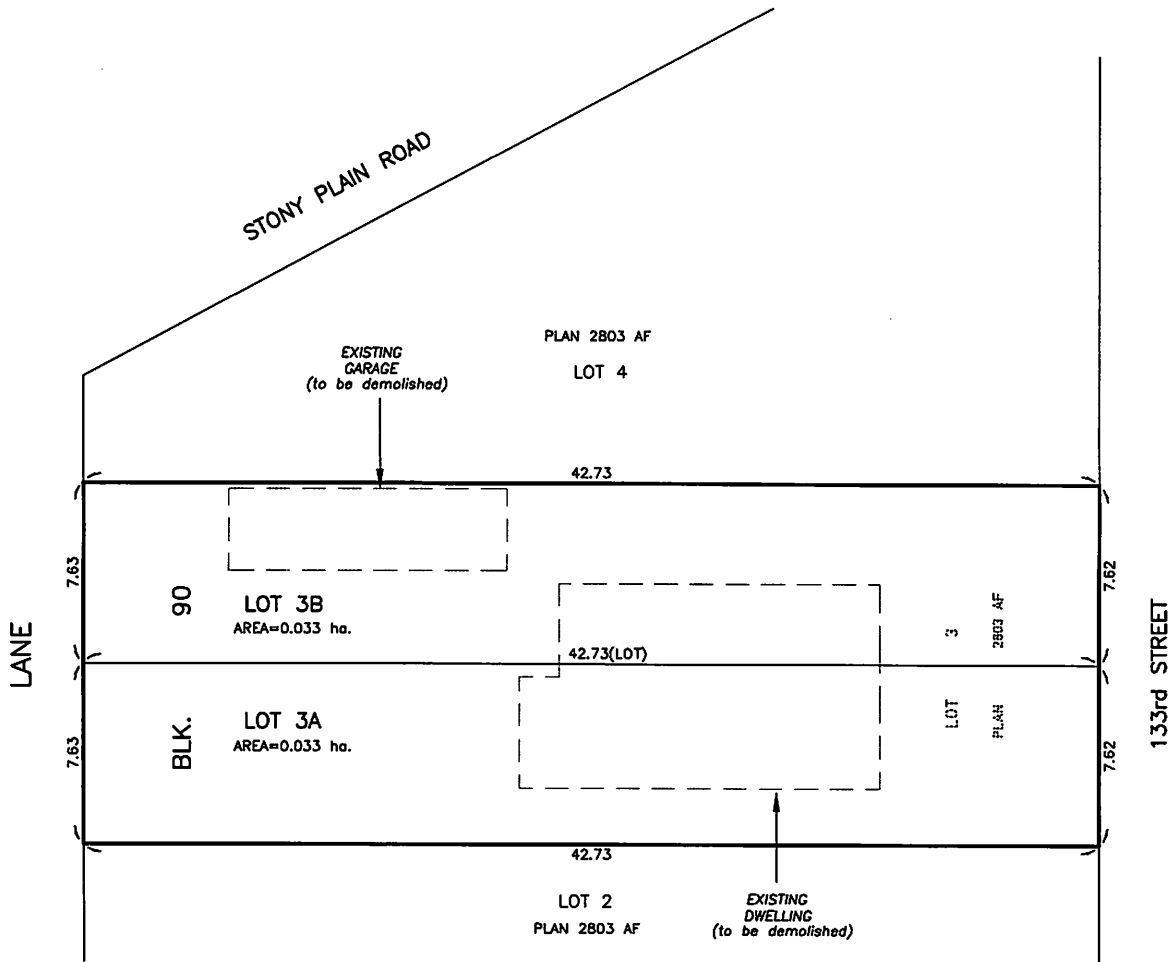 STONY PLAIN ROAD
PLAN 2803 AF
LOT 4
EXISTING
GARAGE
(to be demolished)
42.73
7.63
90
LOT 3B
AREA=0.033 ha.
3
2803 AF
7.62
LANE
42.73(LOT)
133rd STREET
7.63
BLK.
LOT 3A
AREA=0.033 ha.
LOT
PLAN
7.62
42.73
LOT 2
PLAN 2803 AF
EXISTING
DWELLING
(to be demolished)